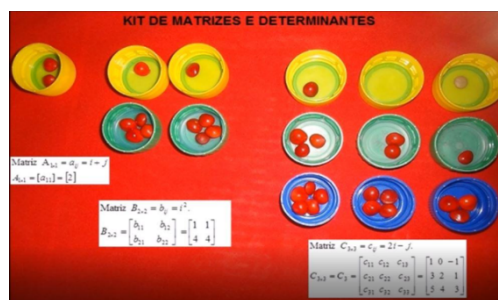 KIT DE MATRIZES E DETERMINANTES
Matriz A₁ₓ₁ = aᵢⱼ = i - j
A₁ₓ₁ = [a₁₁] = [2]
Matriz B₂ₓ₂ = bᵢⱼ = i².
B₂ₓ₂ = [b₁₁ b₁₂; b₂₁ b₂₂] = [1 1; 4 4]
Matriz C₃ₓ₃ = cᵢⱼ = 2i - j.
C₃ₓ₃ = C₃ = [c₁₁ c₁₂ c₁₃; c₂₁ c₂₂ c₂₃; c₃₁ c₃₂ c₃₃] = [1 0 -1; 3 2 1; 5 4 3]